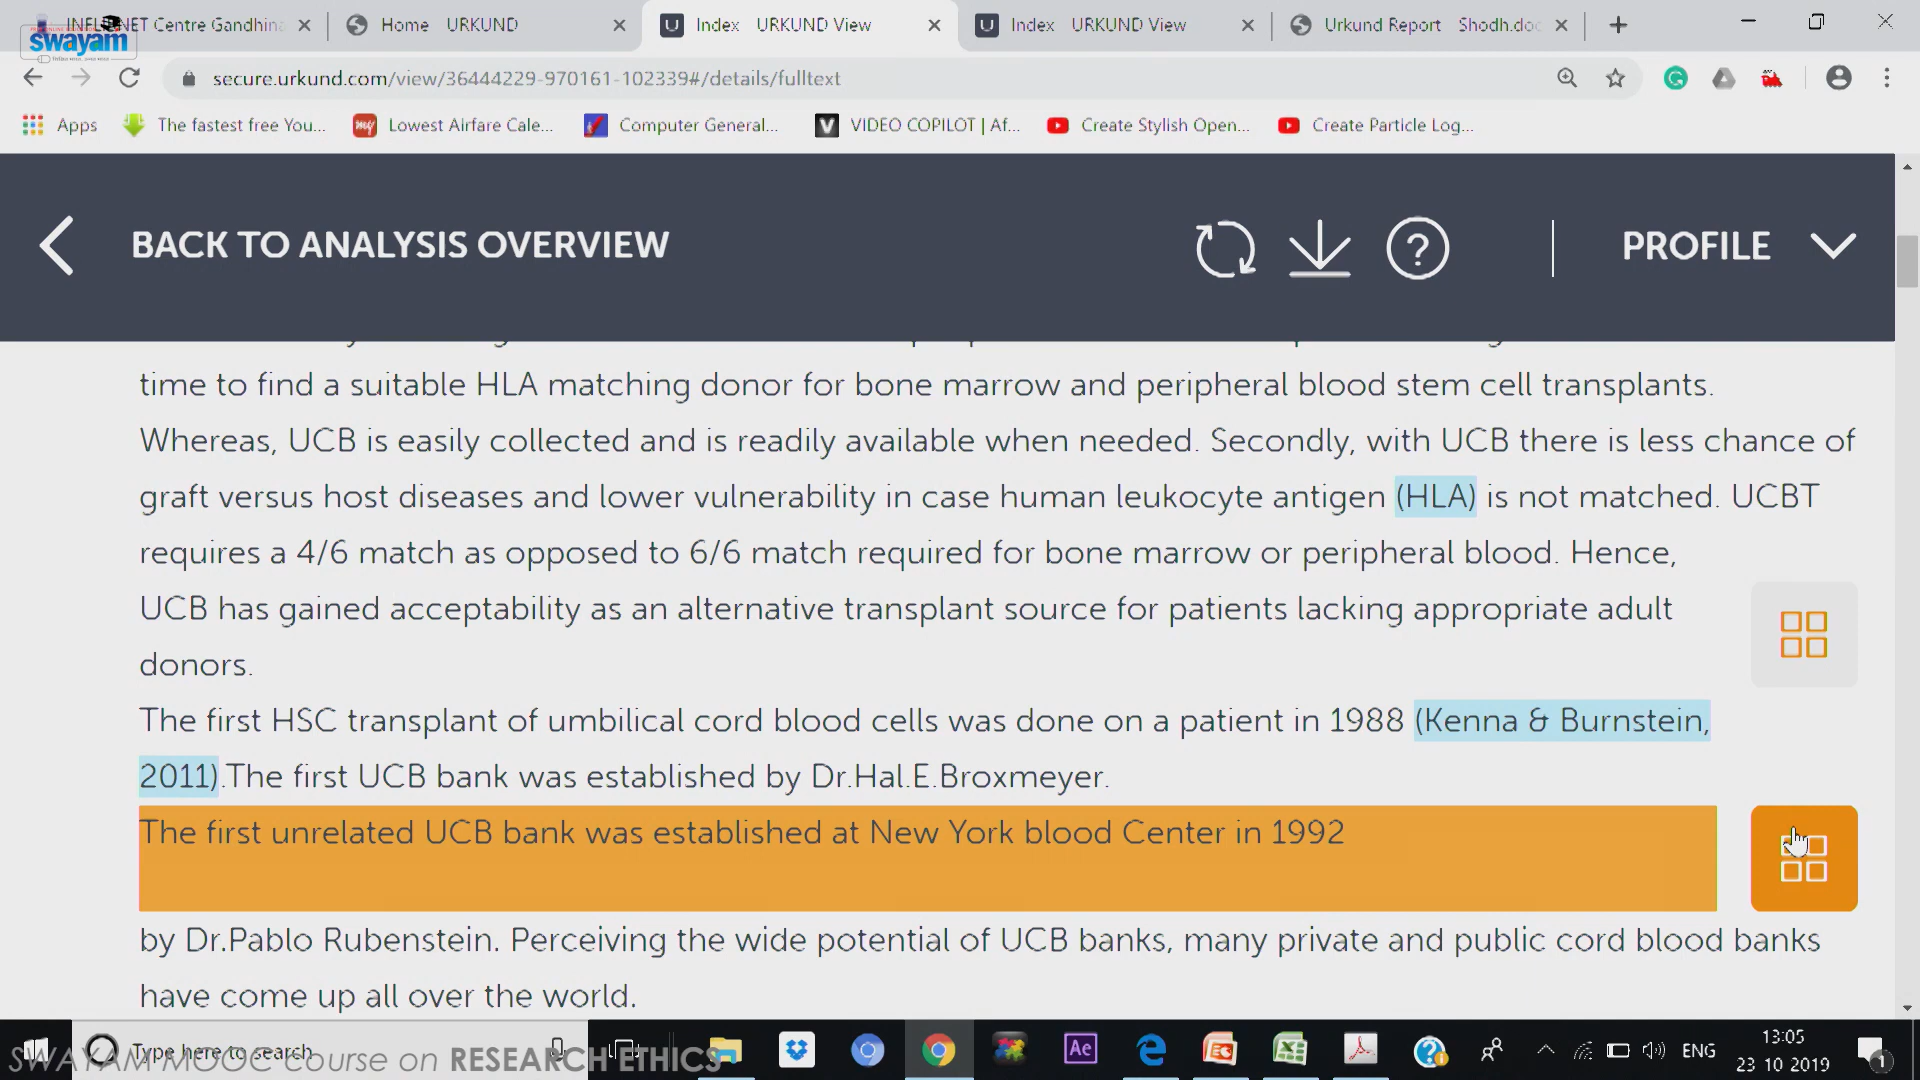 INFLIBNET Centre Gandhina
Home URKUND
Index URKUND View
Index URKUND View
Urkund Report Shodh.doc
swayam
secure.urkund.com/view/36444229-970161-102339#/details/fulltext
Apps
The fastest free You...
Lowest Airfare Cale...
Computer General...
VIDEO COPILOT | Af...
Create Stylish Open...
Create Particle Log...
BACK TO ANALYSIS OVERVIEW
PROFILE
time to find a suitable HLA matching donor for bone marrow and peripheral blood stem cell transplants.
Whereas, UCB is easily collected and is readily available when needed. Secondly, with UCB there is less chance of
graft versus host diseases and lower vulnerability in case human leukocyte antigen (HLA) is not matched. UCBT
requires a 4/6 match as opposed to 6/6 match required for bone marrow or peripheral blood. Hence,
UCB has gained acceptability as an alternative transplant source for patients lacking appropriate adult
donors.
The first HSC transplant of umbilical cord blood cells was done on a patient in 1988 (Kenna & Burnstein,
2011).The first UCB bank was established by Dr.Hal.E.Broxmeyer.
The first unrelated UCB bank was established at New York blood Center in 1992
by Dr.Pablo Rubenstein. Perceiving the wide potential of UCB banks, many private and public cord blood banks
have come up all over the world.
Type here to search
SWAYAM MOOC course on RESEARCH ETHICS
Ae
ENG
13:05
23-10-2019
1